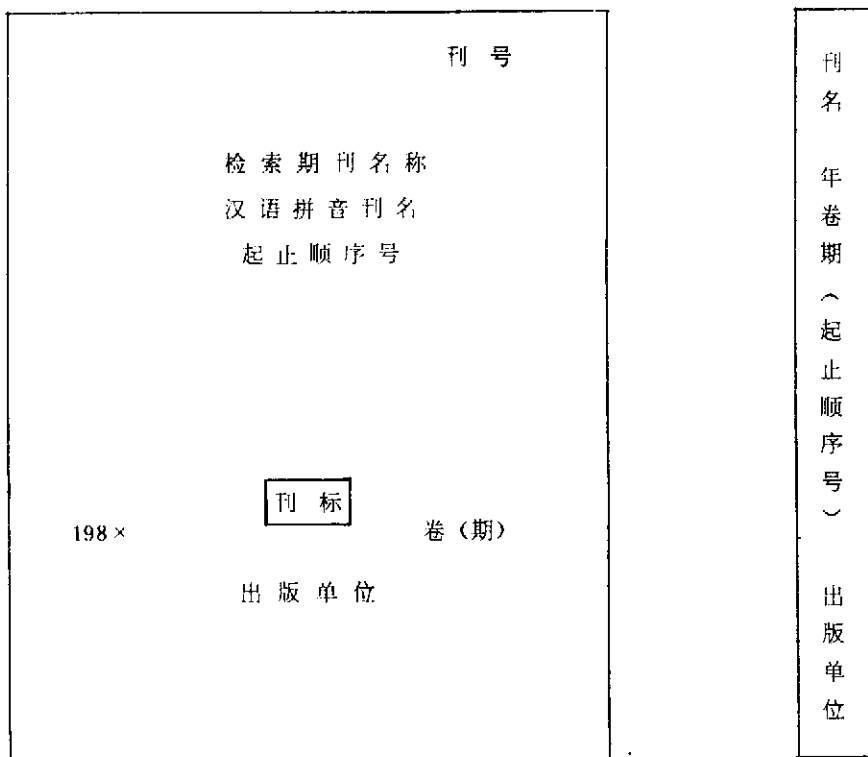 刊号
检索期刊名称
汉语拼音刊名
起止顺序号
刊标
198× 卷（期）
出版单位
刊名 年卷期（起止顺序号） 出版单位